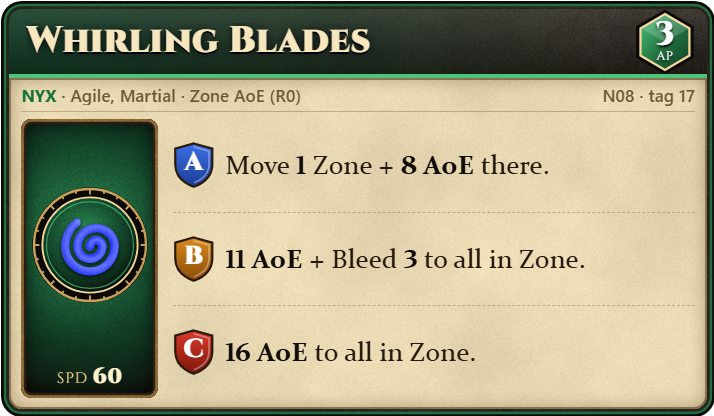 Whirling Blades
3
AP
NYX · Agile, Martial · Zone AoE (R0)
N08 · tag 17
A
Move 1 Zone + 8 AoE there.
B
11 AoE + Bleed 3 to all in Zone.
C
16 AoE to all in Zone.
SPD 60